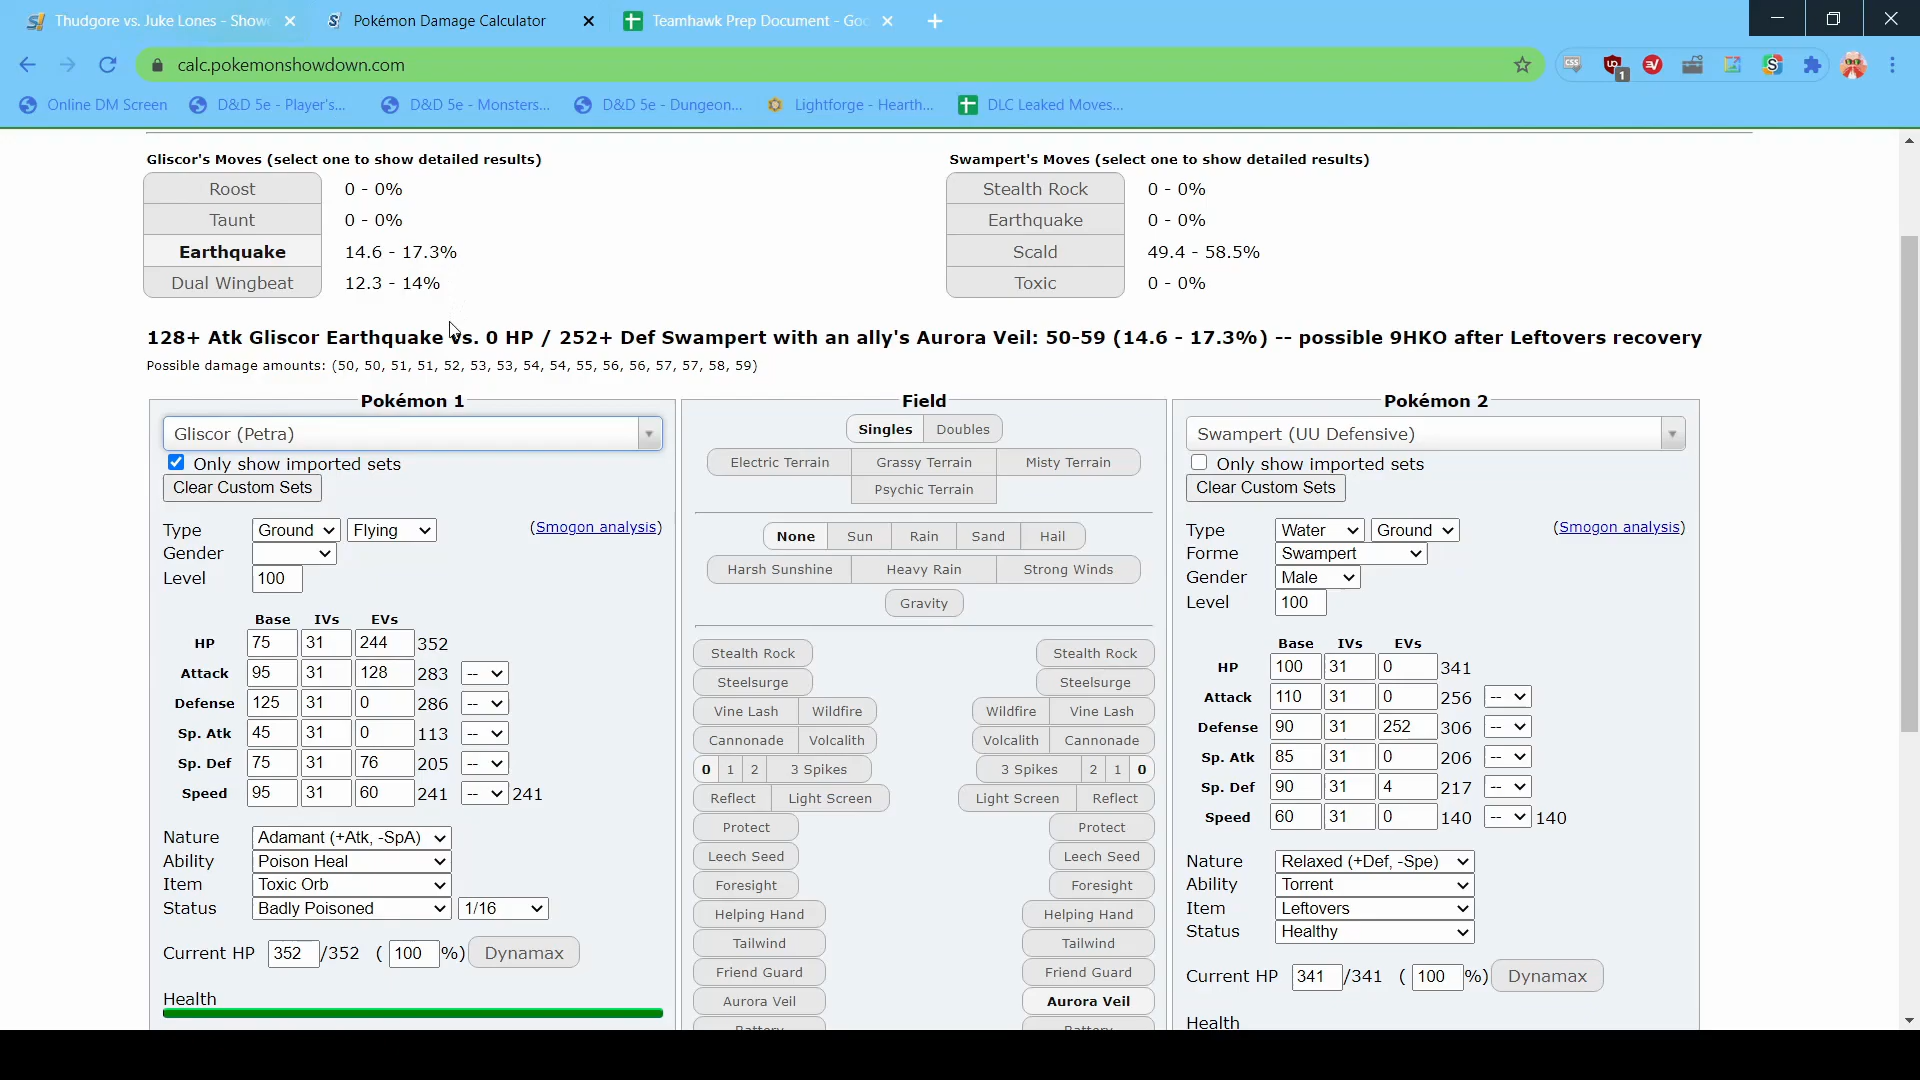 Thudgore vs. Juke Lones - Show
Pokémon Damage Calculator
Teamhawk Prep Document - Goo
calc.pokemonshowdown.com
Online DM Screen
D&D 5e - Player's...
D&D 5e - Monsters...
D&D 5e - Dungeon...
Lightforge - Hearth...
DLC Leaked Moves...
Gliscor's Moves (select one to show detailed results)
Roost 0 - 0%
Taunt 0 - 0%
Earthquake 14.6 - 17.3%
Dual Wingbeat 12.3 - 14%
Swampert's Moves (select one to show detailed results)
Stealth Rock 0 - 0%
Earthquake 0 - 0%
Scald 49.4 - 58.5%
Toxic 0 - 0%
128+ Atk Gliscor Earthquake vs. 0 HP / 252+ Def Swampert with an ally's Aurora Veil: 50-59 (14.6 - 17.3%) -- possible 9HKO after Leftovers recovery
Possible damage amounts: (50, 50, 51, 51, 52, 53, 53, 54, 54, 55, 56, 56, 57, 57, 58, 59)
Pokémon 1
Gliscor (Petra)
Only show imported sets
Clear Custom Sets
Type Ground Flying (Smogon analysis)
Gender
Level 100
Base IVs EVs
HP 75 31 244 352
Attack 95 31 128 283 --
Defense 125 31 0 286 --
Sp. Atk 45 31 0 113 --
Sp. Def 75 31 76 205 --
Speed 95 31 60 241 -- 241
Nature Adamant (+Atk, -SpA)
Ability Poison Heal
Item Toxic Orb
Status Badly Poisoned 1/16
Current HP 352 /352 ( 100 %) Dynamax
Health
Field
Singles Doubles
Electric Terrain Grassy Terrain Misty Terrain
Psychic Terrain
None Sun Rain Sand Hail
Harsh Sunshine Heavy Rain Strong Winds
Gravity
Stealth Rock Stealth Rock
Steelsurge Steelsurge
Vine Lash Wildfire Wildfire Vine Lash
Cannonade Volcalith Volcalith Cannonade
0 1 2 3 Spikes 3 Spikes 2 1 0
Reflect Light Screen Light Screen Reflect
Protect Protect
Leech Seed Leech Seed
Foresight Foresight
Helping Hand Helping Hand
Tailwind Tailwind
Friend Guard Friend Guard
Aurora Veil Aurora Veil
Battery Battery
Pokémon 2
Swampert (UU Defensive)
Only show imported sets
Clear Custom Sets
Type Water Ground (Smogon analysis)
Forme Swampert
Gender Male
Level 100
Base IVs EVs
HP 100 31 0 341
Attack 110 31 0 256 --
Defense 90 31 252 306 --
Sp. Atk 85 31 0 206 --
Sp. Def 90 31 4 217 --
Speed 60 31 0 140 -- 140
Nature Relaxed (+Def, -Spe)
Ability Torrent
Item Leftovers
Status Healthy
Current HP 341 /341 ( 100 %) Dynamax
Health